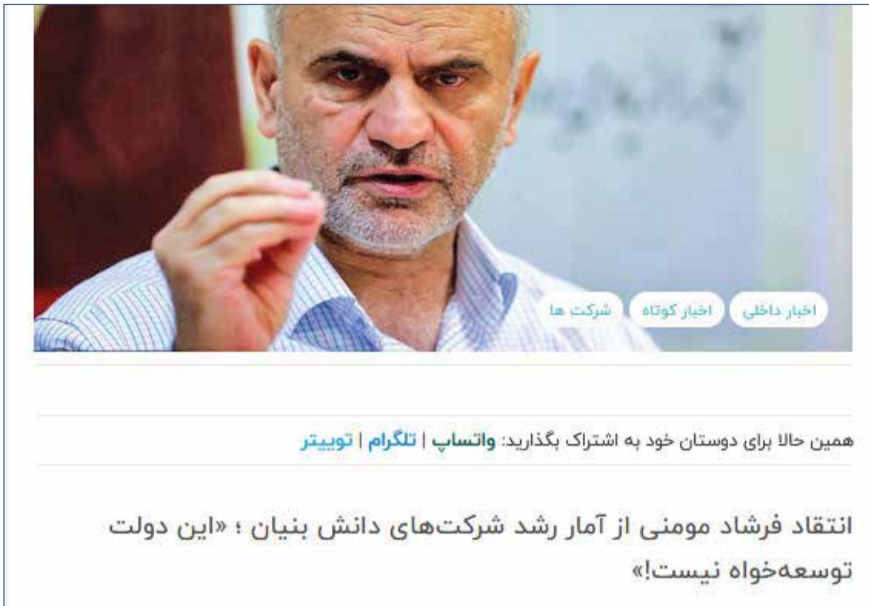 اخبار داخلی اخبار کوتاه شرکت ها
همین حالا برای دوستان خود به اشتراک بگذارید: واتساپ | تلگرام | توییتر
انتقاد فرشاد مومنی از آمار رشد شرکت‌های دانش بنیان ؛ «این دولت
توسعه‌خواه نیست!»